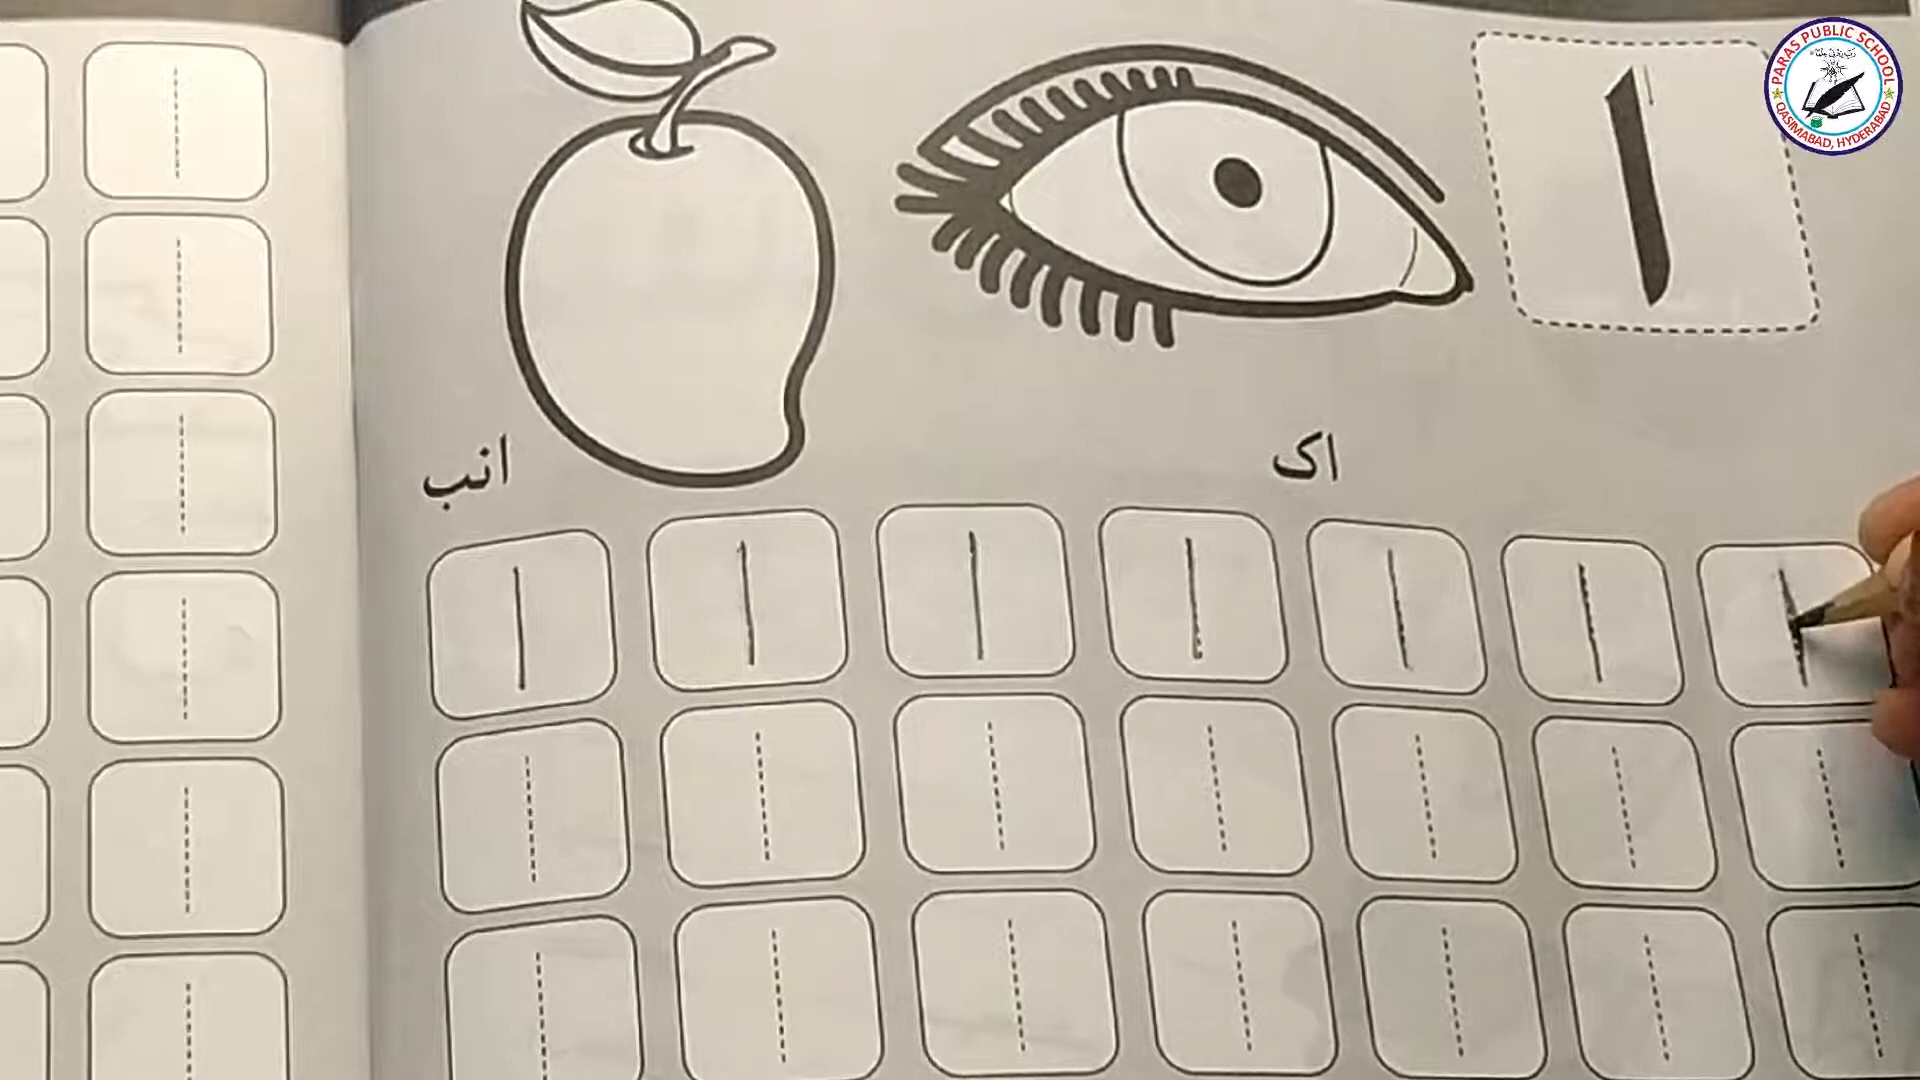 ا
اک
انب
PARAS PUBLIC SCHOOL
QASIMABAD, HYDERABAD